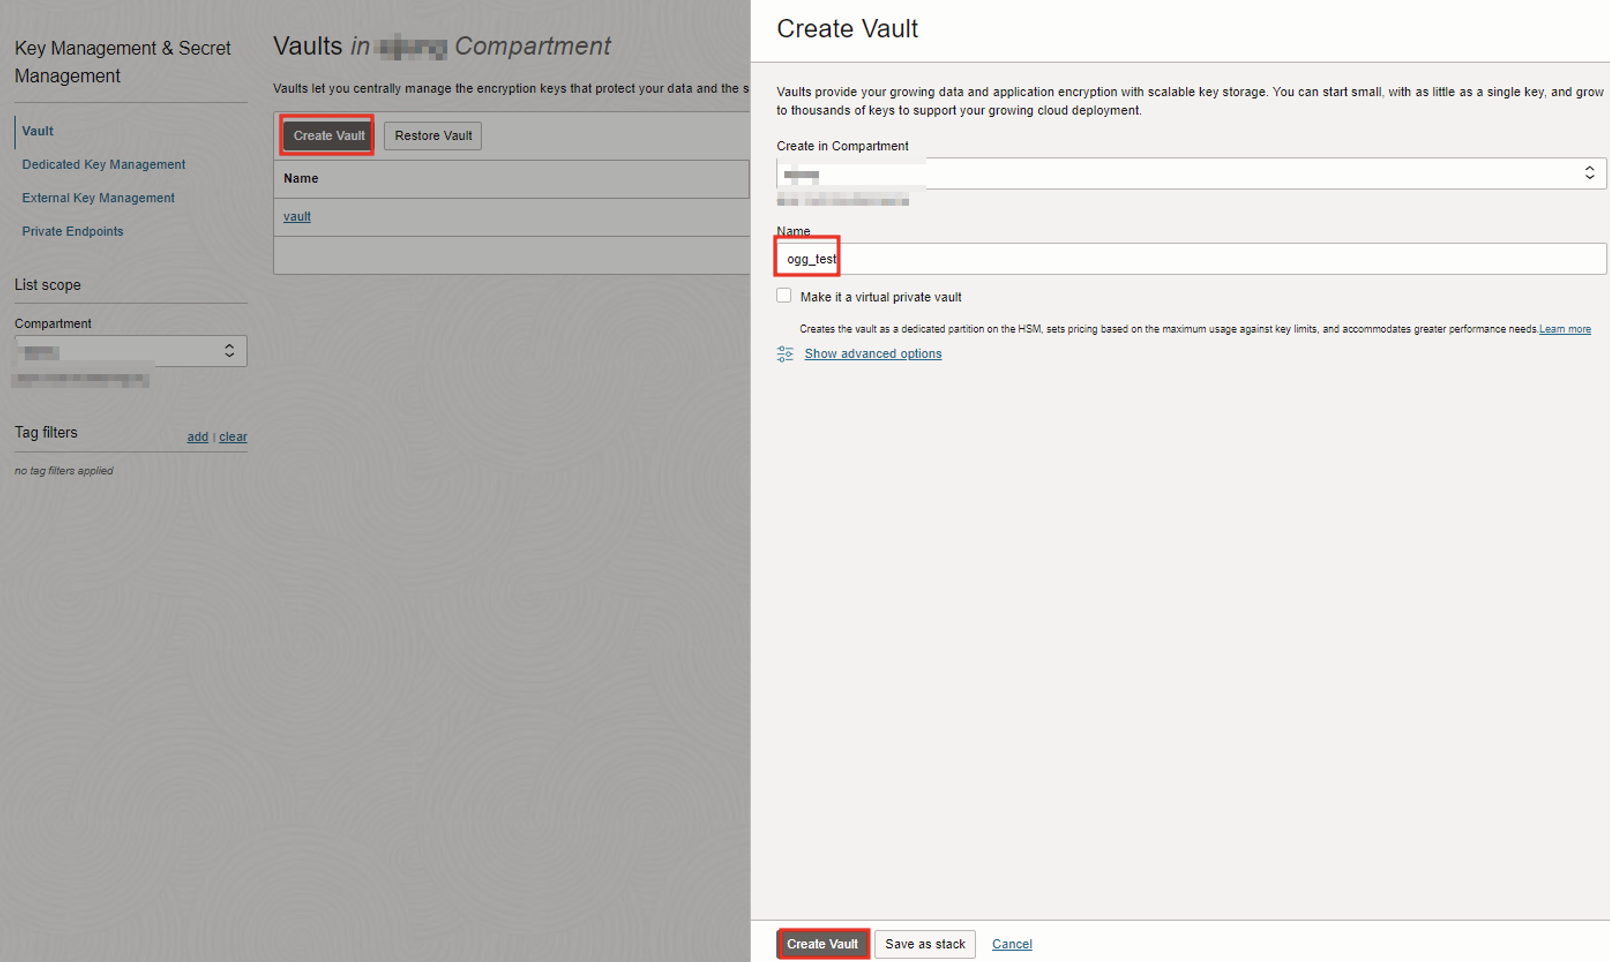 Key Management & Secret
Management
Vault
Dedicated Key Management
External Key Management
Private Endpoints
List scope
Compartment
Tag filters
add | clear
no tag filters applied
Vaults in Compartment
Vaults let you centrally manage the encryption keys that protect your data and the s
Create Vault
Restore Vault
Name
vault
Create Vault
Vaults provide your growing data and application encryption with scalable key storage. You can start small, with as little as a single key, and grow
to thousands of keys to support your growing cloud deployment.
Create in Compartment
Name
ogg_test
Make it a virtual private vault
Creates the vault as a dedicated partition on the HSM, sets pricing based on the maximum usage against key limits, and accommodates greater performance needs.Learn more
Show advanced options
Create Vault
Save as stack
Cancel